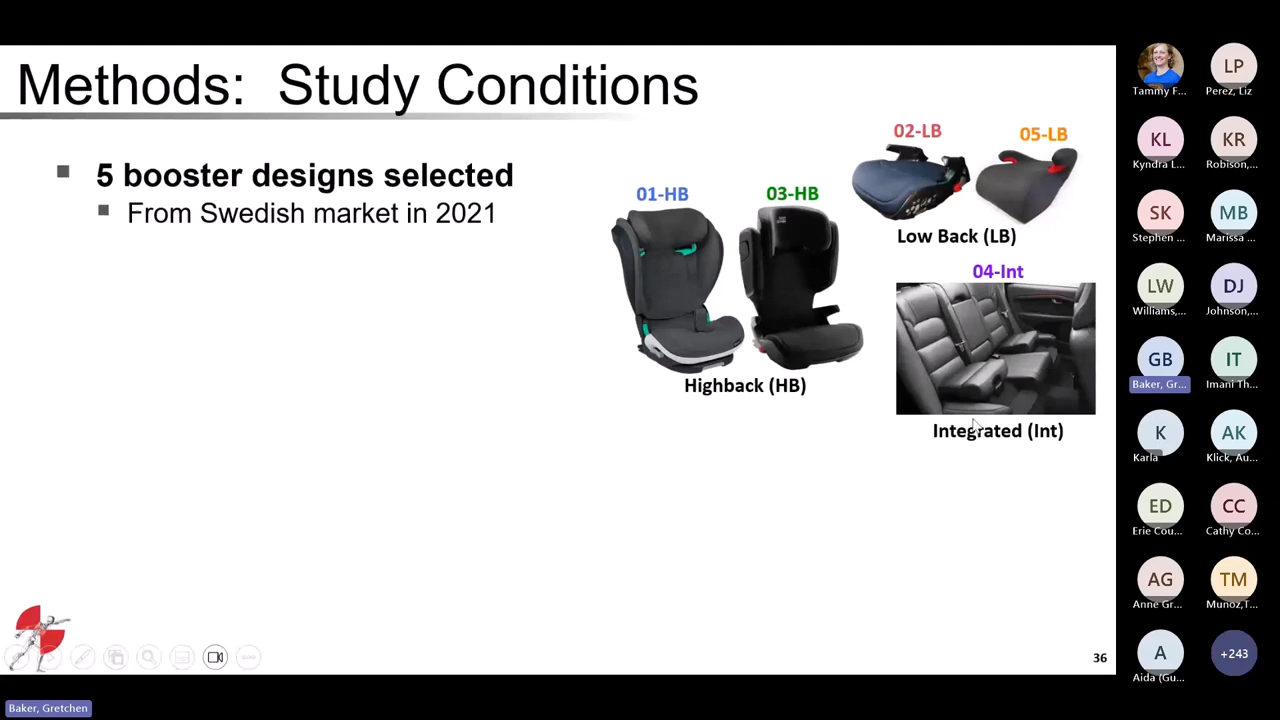 Methods: Study Conditions
5 booster designs selected
From Swedish market in 2021
02-LB
05-LB
01-HB
03-HB
Low Back (LB)
04-Int
Highback (HB)
Integrated (Int)
36
Tammy F...
LP
Perez, Liz
KL
Kyndra L...
KR
Robison,...
SK
Stephen ...
MB
Marissa ...
LW
Williams,...
DJ
Johnson,...
GB
Baker, Gr...
IT
Imani Th...
K
Karla
AK
Klick, Au...
ED
Erie Cou...
CC
Cathy Co...
AG
Anne Gr...
TM
Munoz,T...
A
Aida (Gu...
+243
Baker, Gretchen